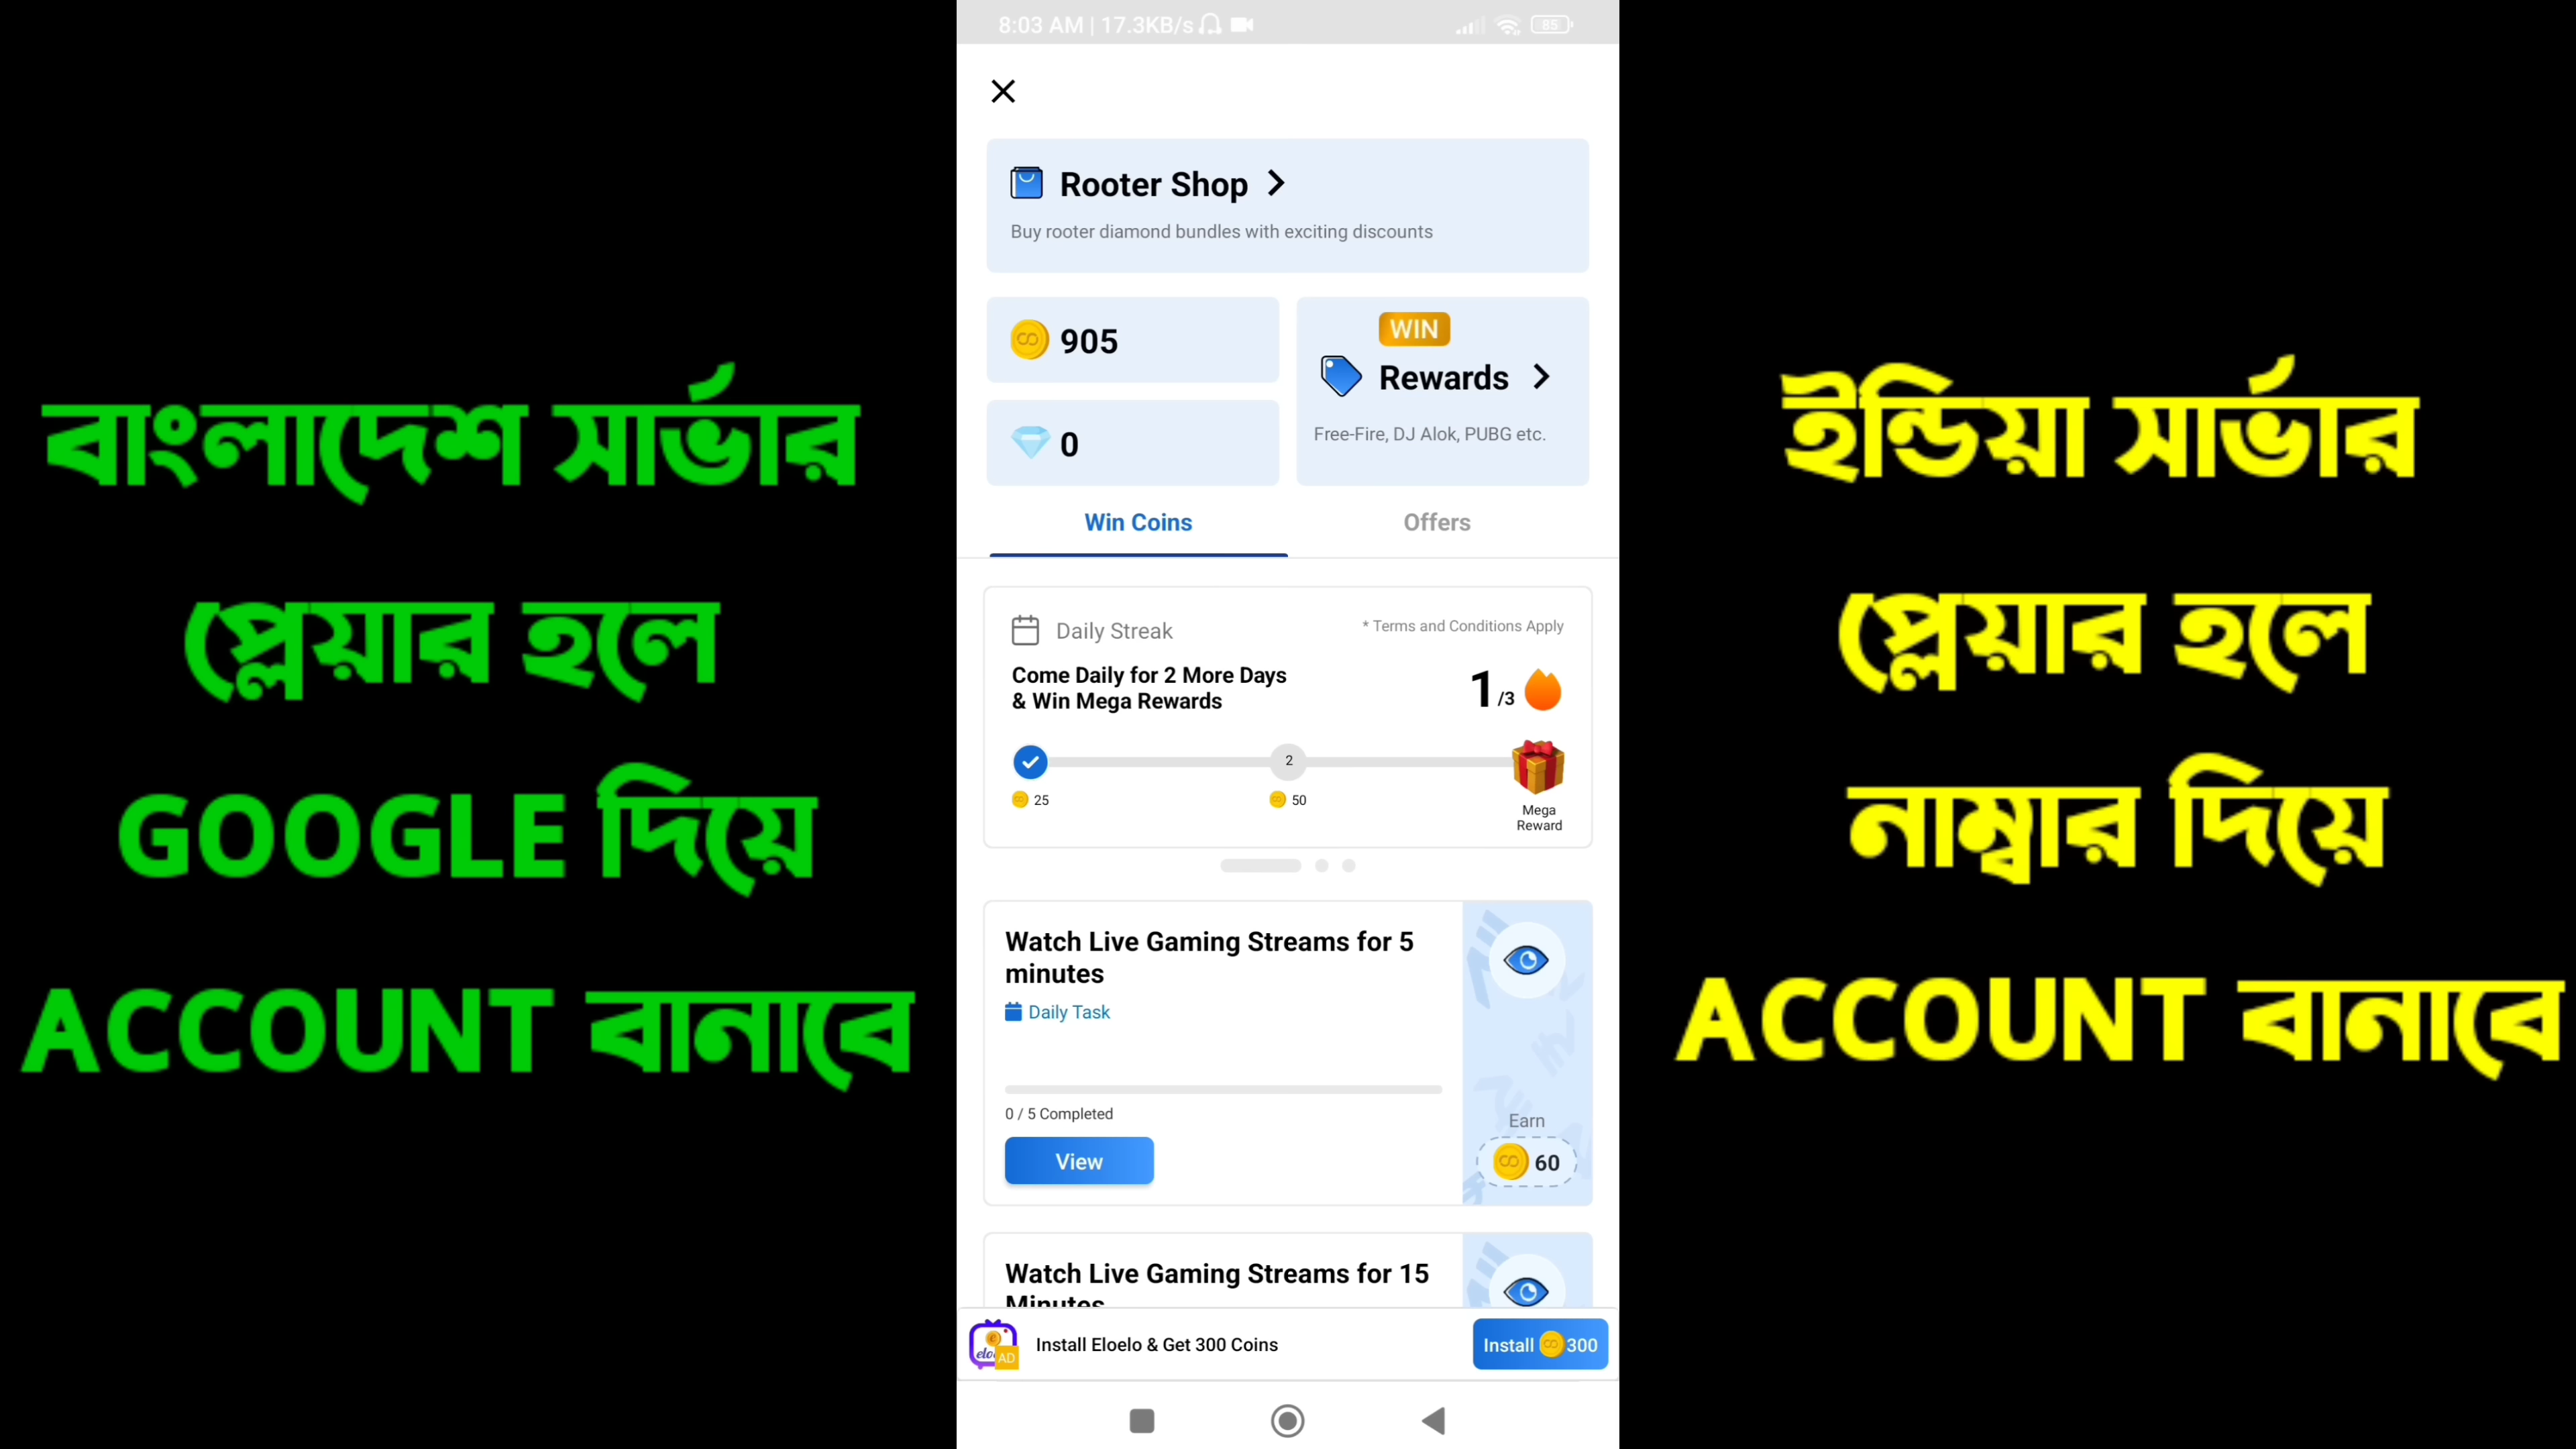 বাংলাদেশ সার্ভার
প্লেয়ার হলে
GOOGLE দিয়ে
ACCOUNT বানাবে
8:03 AM | 17.3KB/s
85
Rooter Shop
Buy rooter diamond bundles with exciting discounts
905
0
WIN
Rewards
Free-Fire, DJ Alok, PUBG etc.
Win Coins
Offers
Daily Streak
* Terms and Conditions Apply
Come Daily for 2 More Days
& Win Mega Rewards
1/3
2
25
50
Mega
Reward
Watch Live Gaming Streams for 5
minutes
Daily Task
0 / 5 Completed
View
Earn
60
Watch Live Gaming Streams for 15
Minutes
elo
AD
Install Eloelo & Get 300 Coins
Install 300
ইন্ডিয়া সার্ভার
প্লেয়ার হলে
নাম্বার দিয়ে
ACCOUNT বানাবে